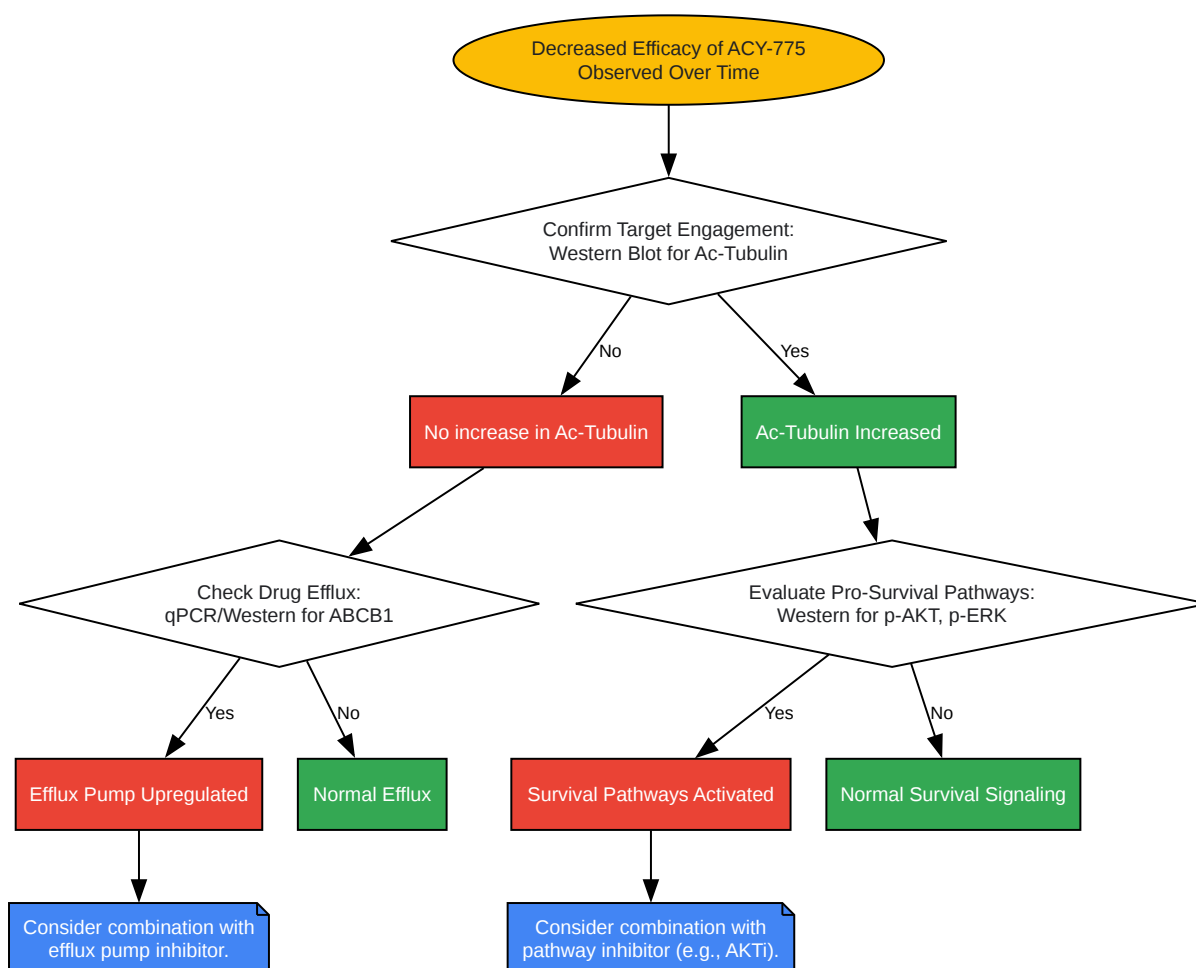 Decreased Efficacy of ACY-775
Observed Over Time
Confirm Target Engagement:
Western Blot for Ac-Tubulin
No
Yes
No increase in Ac-Tubulin
Ac-Tubulin Increased
Check Drug Efflux:
qPCR/Western for ABCB1
Evaluate Pro-Survival Pathways:
Western for p-AKT, p-ERK
Yes
No
Yes
No
Efflux Pump Upregulated
Normal Efflux
Survival Pathways Activated
Normal Survival Signaling
Consider combination with
efflux pump inhibitor.
Consider combination with
pathway inhibitor (e.g., AKTi).